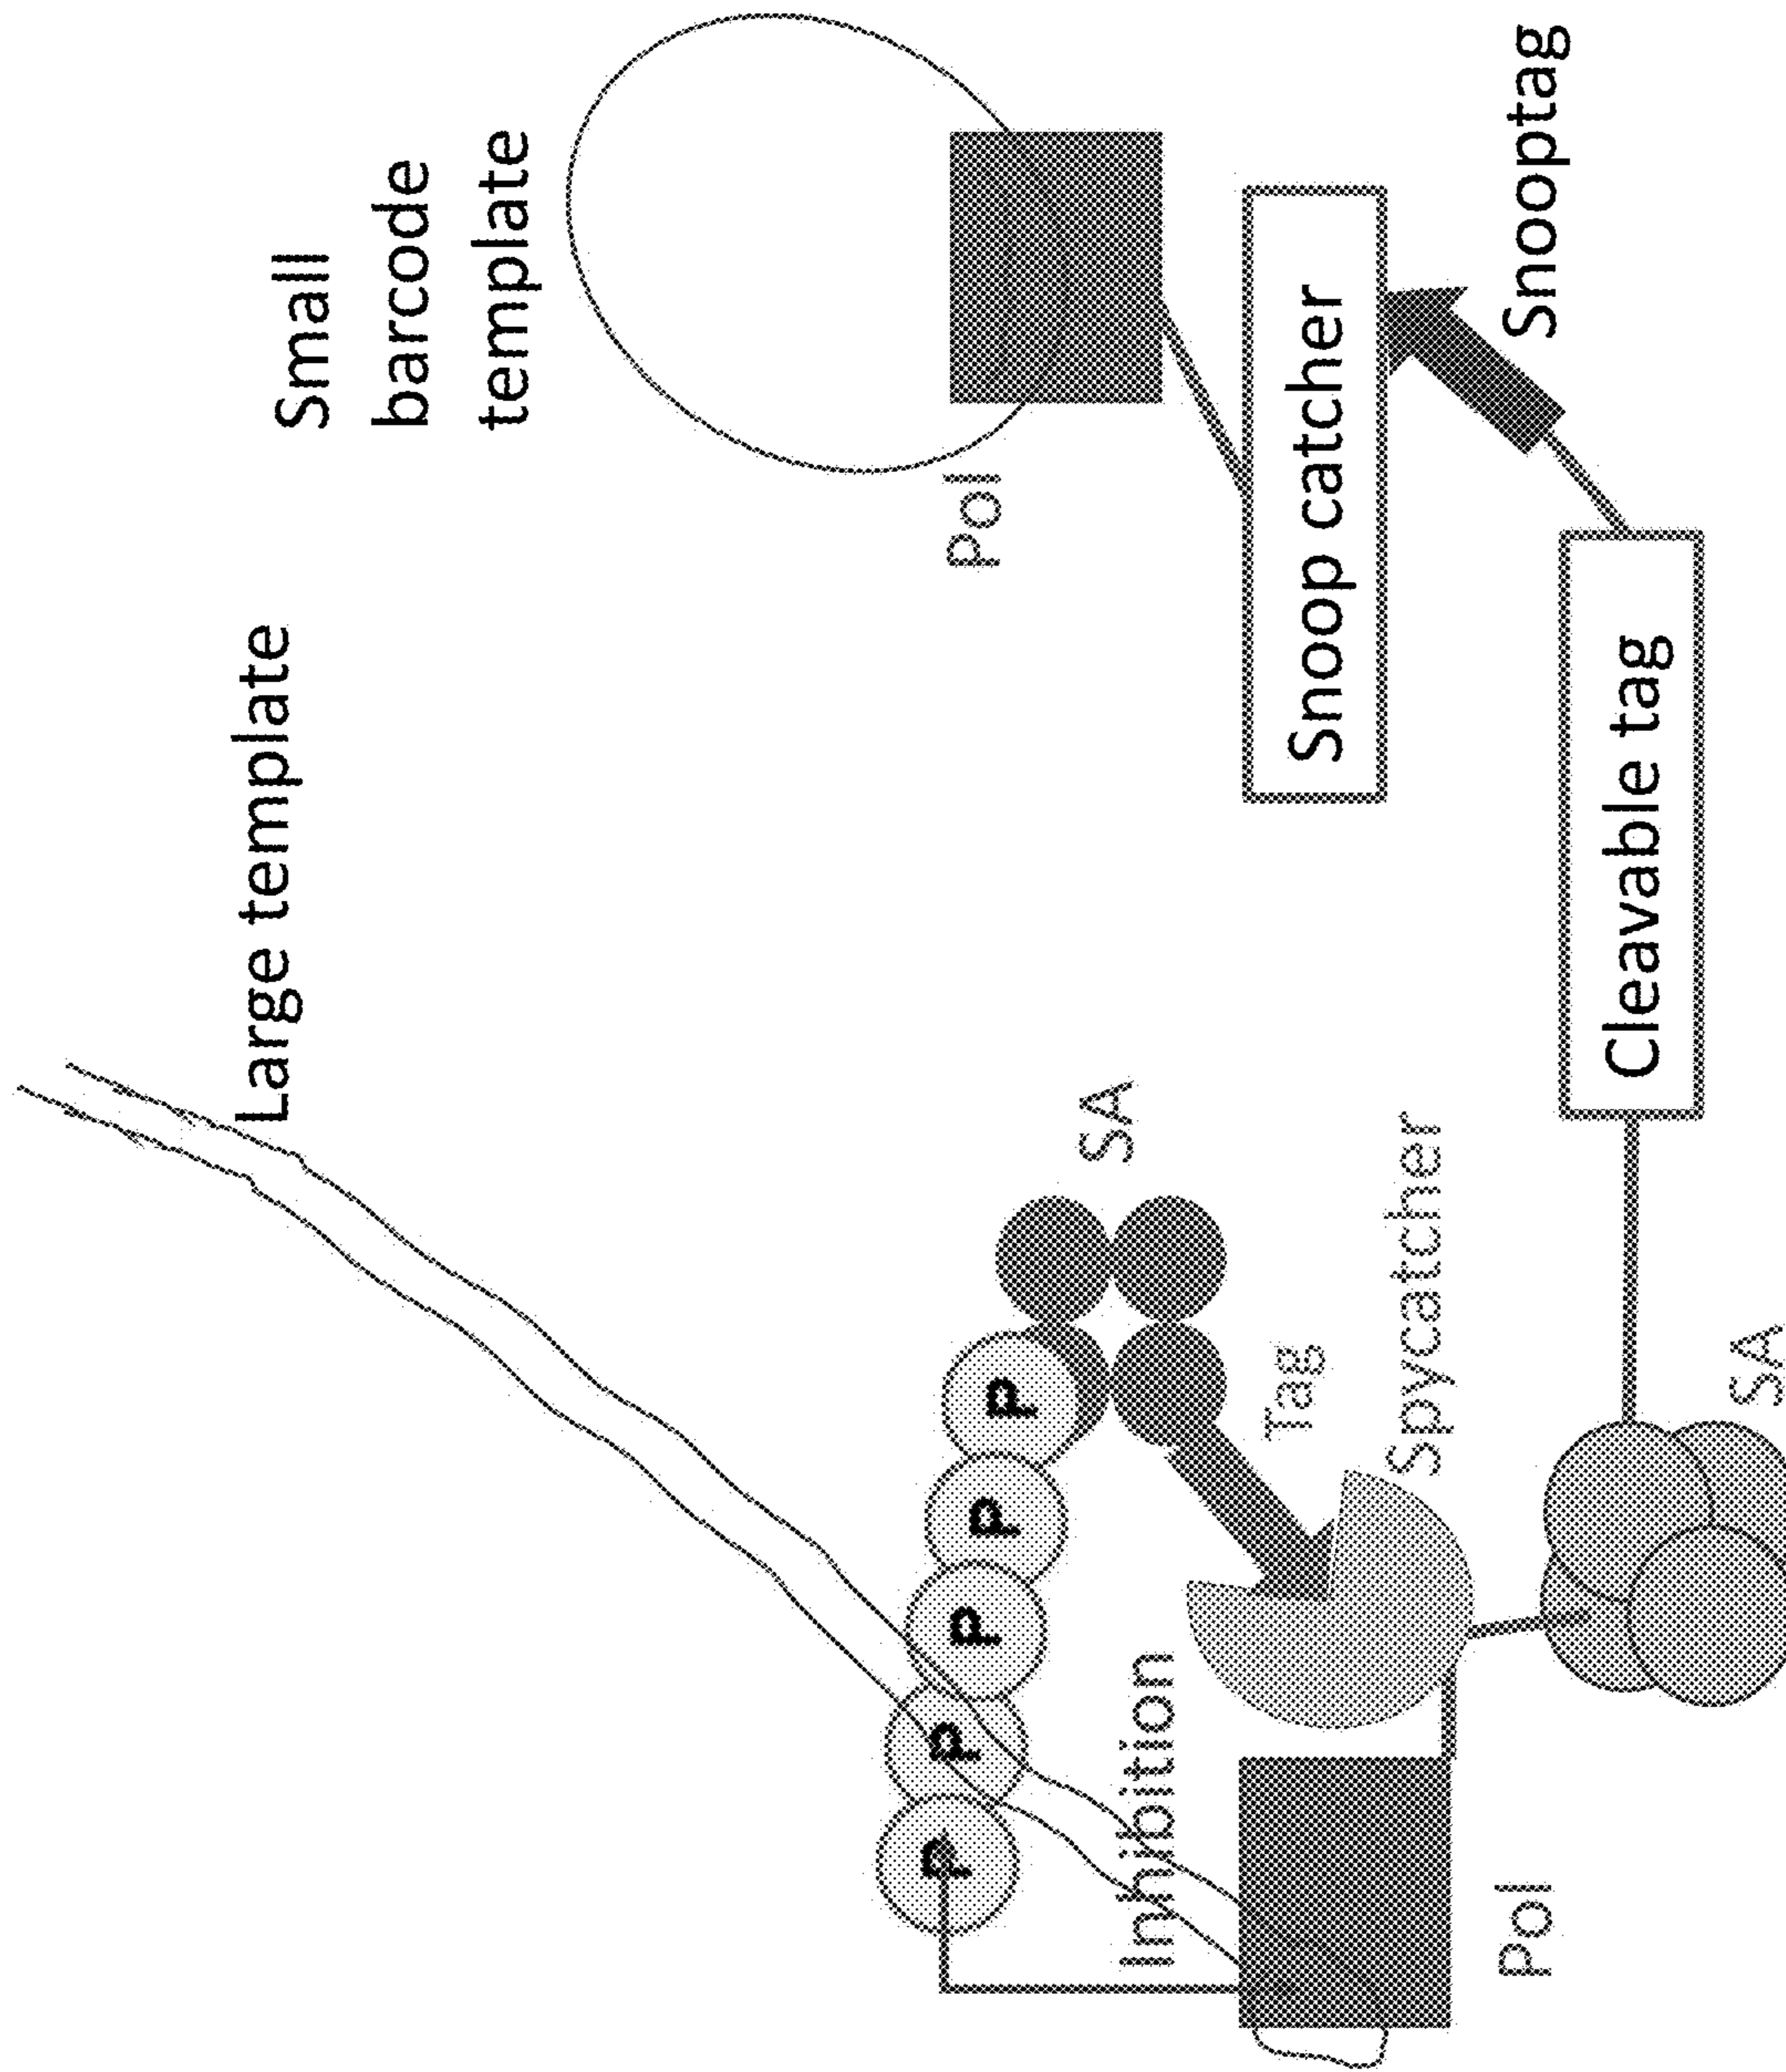 Large template
Small
barcode
template
P
P
P
P
P
SA
Pol
Inhibition
Tag
Spycatcher
Snoop catcher
Pol
Snooptag
Cleavable tag
SA